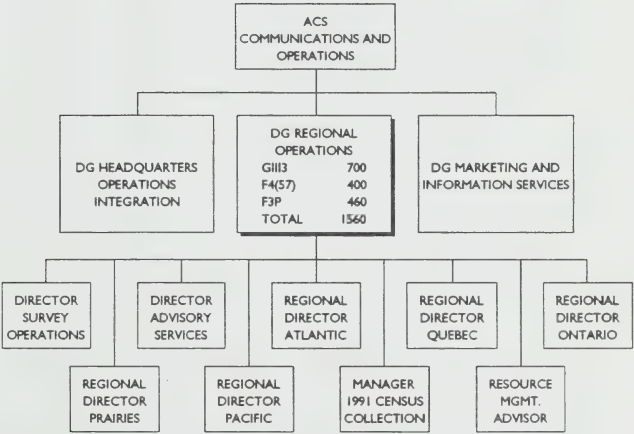 ACS
COMMUNICATIONS AND
OPERATIONS
DG HEADQUARTERS
OPERATIONS
INTEGRATION
DG REGIONAL
OPERATIONS
GIII3 700
F4(57) 400
F3P 460
TOTAL 1560
DG MARKETING AND
INFORMATION SERVICES
DIRECTOR
SURVEY
OPERATIONS
DIRECTOR
ADVISORY
SERVICES
REGIONAL
DIRECTOR
ATLANTIC
REGIONAL
DIRECTOR
QUEBEC
REGIONAL
DIRECTOR
ONTARIO
REGIONAL
DIRECTOR
PRAIRIES
REGIONAL
DIRECTOR
PACIFIC
MANAGER
1991 CENSUS
COLLECTION
RESOURCE
MGMT.
ADVISOR